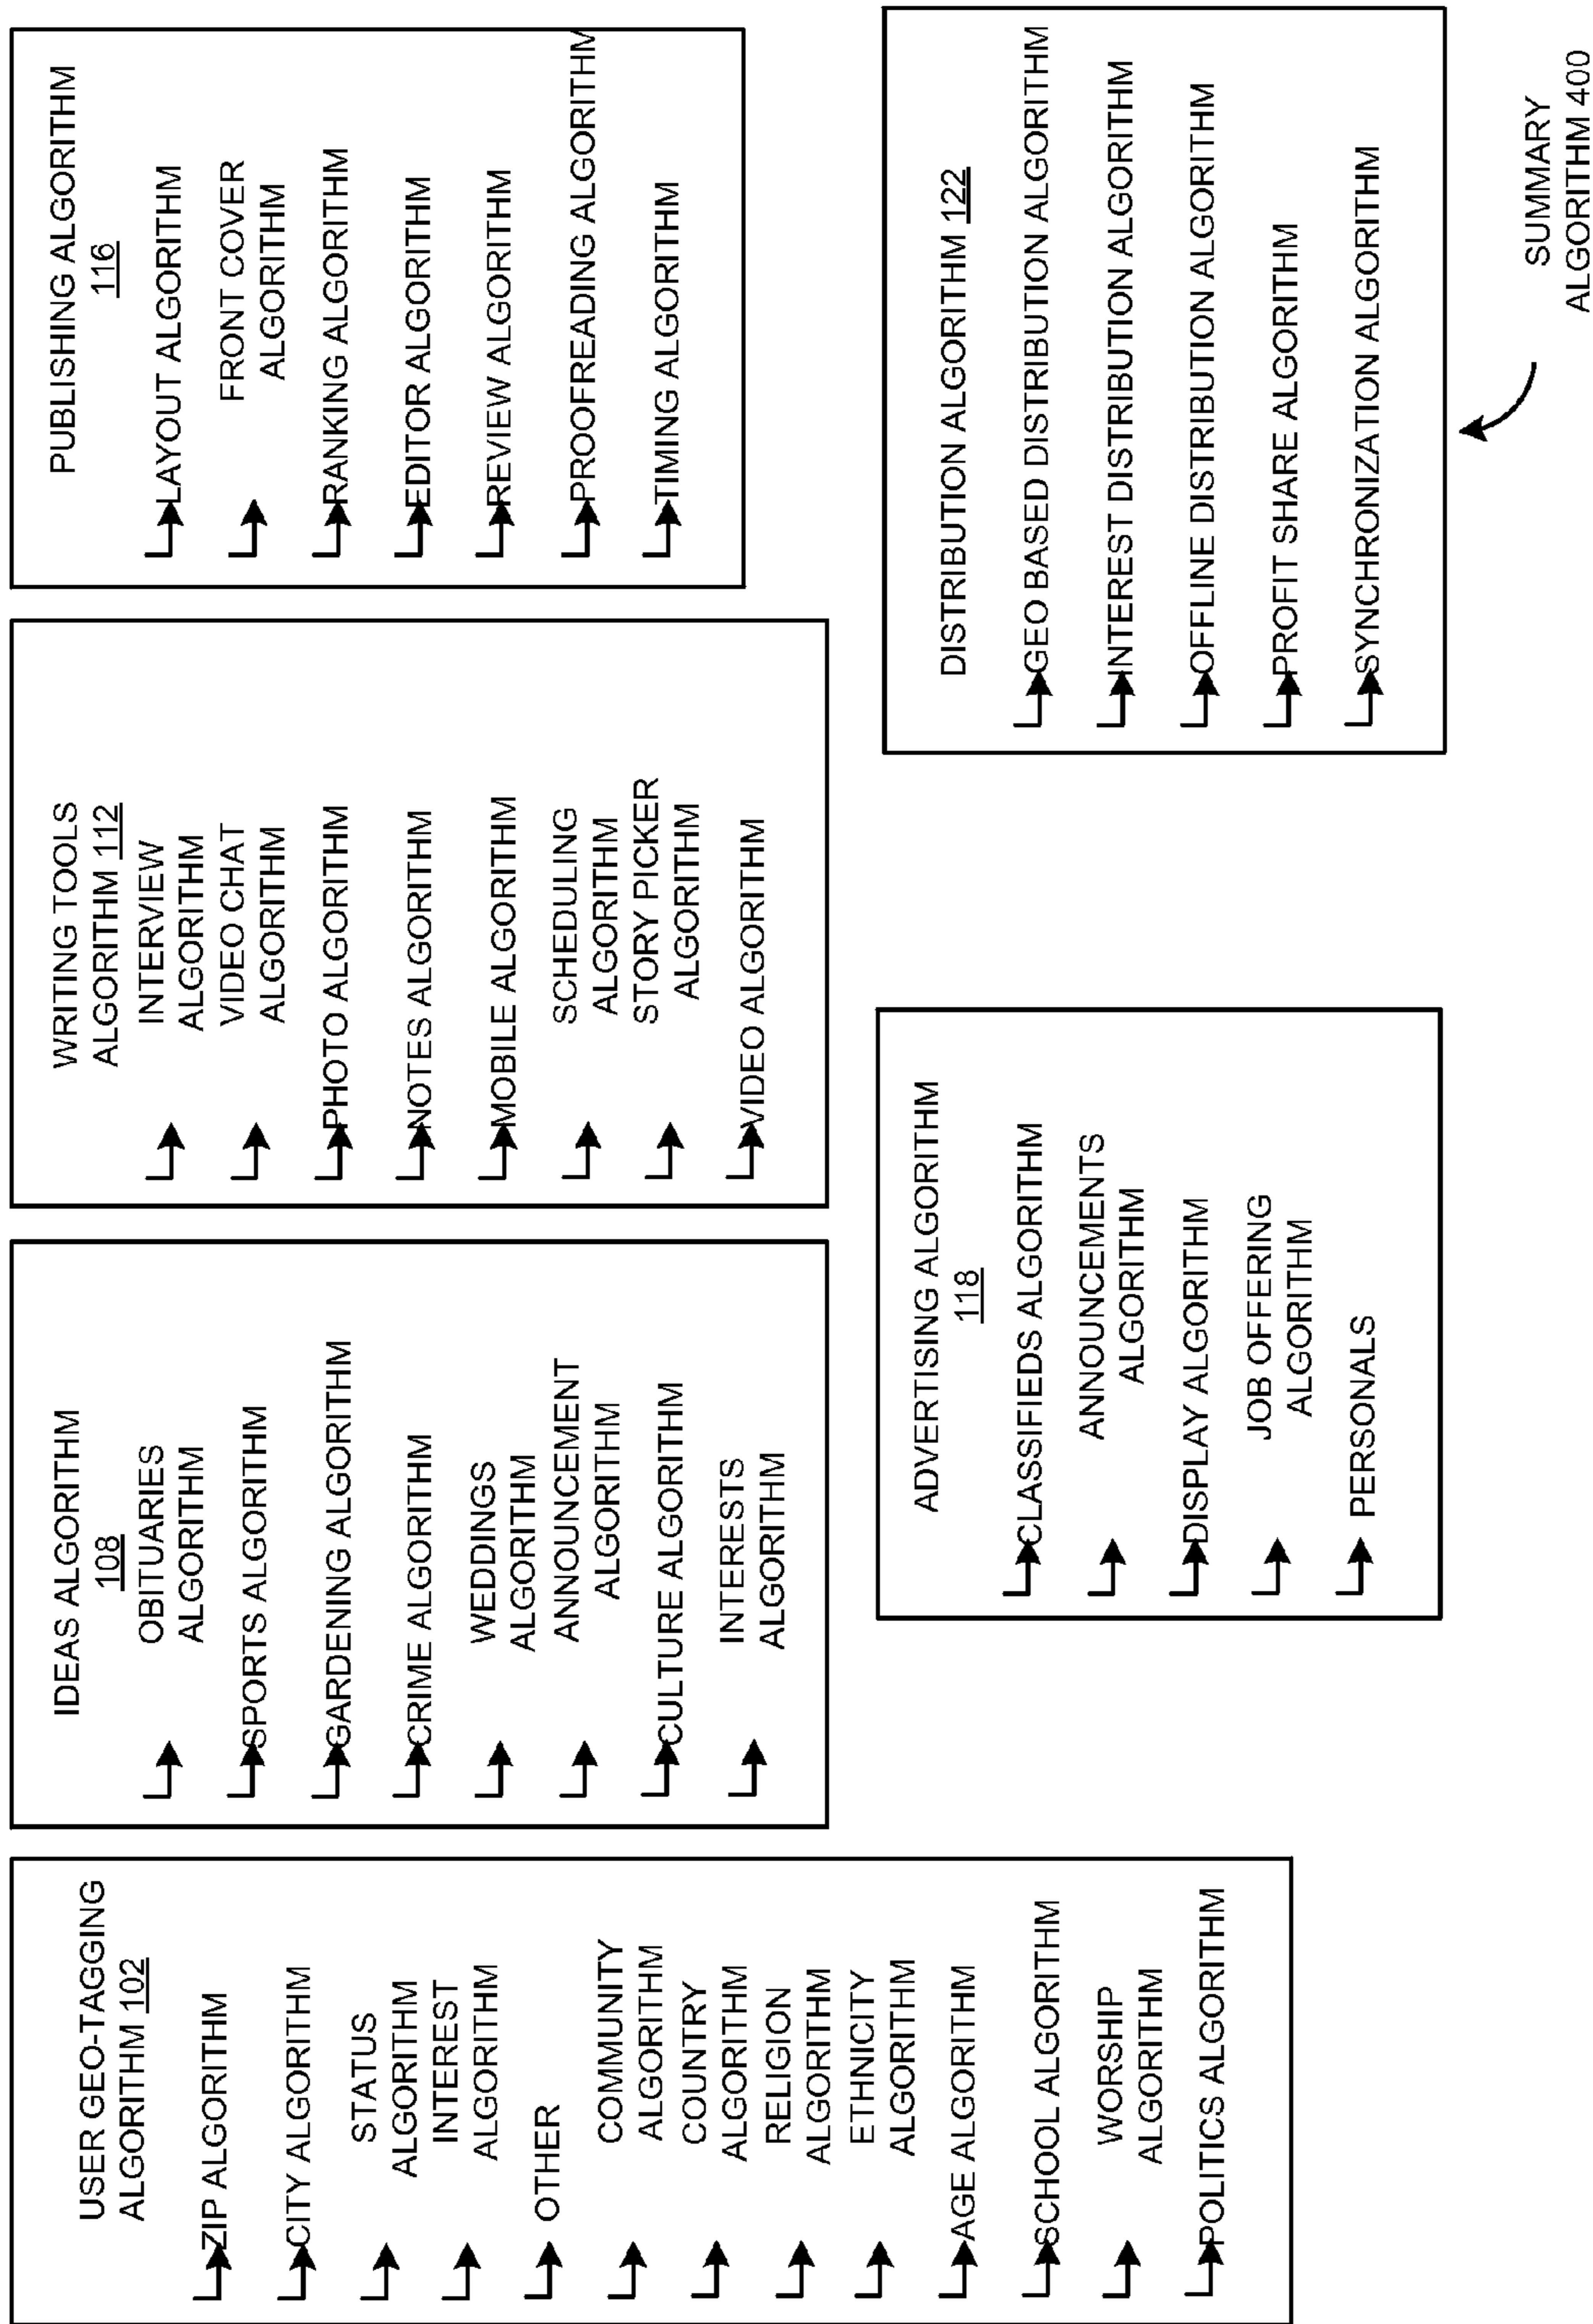 USER GEO-TAGGING
ALGORITHM 102
ZIP ALGORITHM
CITY ALGORITHM
STATUS
ALGORITHM
INTEREST
ALGORITHM
OTHER
COMMUNITY
ALGORITHM
COUNTRY
ALGORITHM
RELIGION
ALGORITHM
ETHNICITY
ALGORITHM
AGE ALGORITHM
SCHOOL ALGORITHM
WORSHIP
ALGORITHM
POLITICS ALGORITHM
IDEAS ALGORITHM
108
OBITUARIES
ALGORITHM
SPORTS ALGORITHM
GARDENING ALGORITHM
CRIME ALGORITHM
WEDDINGS
ALGORITHM
ANNOUNCEMENT
ALGORITHM
CULTURE ALGORITHM
INTERESTS
ALGORITHM
WRITING TOOLS
ALGORITHM 112
INTERVIEW
ALGORITHM
VIDEO CHAT
ALGORITHM
PHOTO ALGORITHM
NOTES ALGORITHM
MOBILE ALGORITHM
SCHEDULING
ALGORITHM
STORY PICKER
ALGORITHM
VIDEO ALGORITHM
PUBLISHING ALGORITHM
116
LAYOUT ALGORITHM
FRONT COVER
ALGORITHM
RANKING ALGORITHM
EDITOR ALGORITHM
REVIEW ALGORITHM
PROOFREADING ALGORITHM
TIMING ALGORITHM
ADVERTISING ALGORITHM
118
CLASSIFIEDS ALGORITHM
ANNOUNCEMENTS
ALGORITHM
DISPLAY ALGORITHM
JOB OFFERING
ALGORITHM
PERSONALS
DISTRIBUTION ALGORITHM 122
GEO BASED DISTRIBUTION ALGORITHM
INTEREST DISTRIBUTION ALGORITHM
OFFLINE DISTRIBUTION ALGORITHM
PROFIT SHARE ALGORITHM
SYNCHRONIZATION ALGORITHM
SUMMARY
ALGORITHM 400